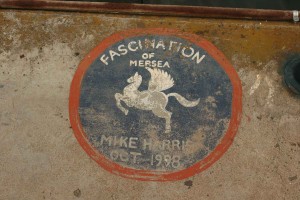 FASCINATION
OF
MERSEA
MIKE HARRIS
OCT - 1998